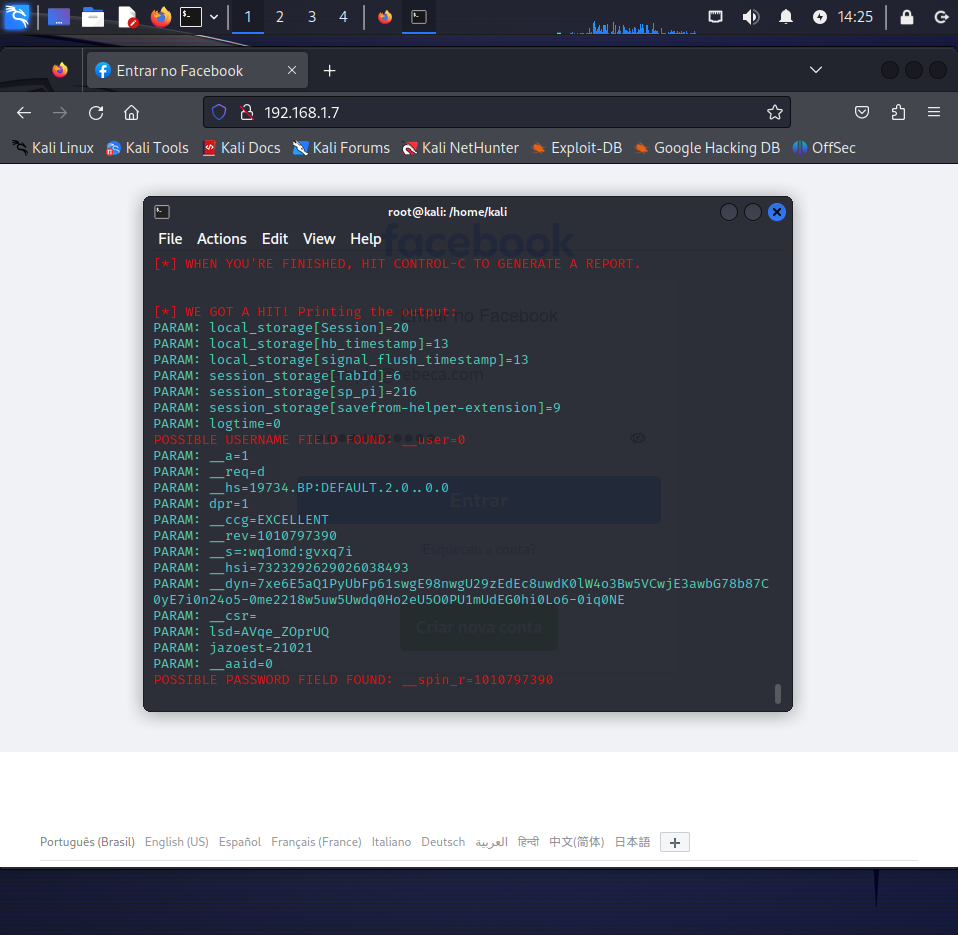 1 2 3 4 14:25
Entrar no Facebook
192.168.1.7
Kali Linux Kali Tools Kali Docs Kali Forums Kali NetHunter Exploit-DB Google Hacking DB OffSec
root@kali: /home/kali
File Actions Edit View Help
facebook
[*] WHEN YOU'RE FINISHED, HIT CONTROL-C TO GENERATE A REPORT.
[*] WE GOT A HIT! Printing the output:
Entrar no Facebook
PARAM: local_storage[Session]=20
PARAM: local_storage[hb_timestamp]=13
PARAM: local_storage[signal_flush_timestamp]=13
PARAM: session_storage[TabId]=6
PARAM: session_storage[sp_pi]=216
PARAM: session_storage[savefrom-helper-extension]=9
PARAM: logtime=0
POSSIBLE USERNAME FIELD FOUND: __user=0
PARAM: __a=1
PARAM: __req=d
PARAM: __hs=19734.BP:DEFAULT.2.0..0.0
Entrar
PARAM: dpr=1
PARAM: __ccg=EXCELLENT
PARAM: __rev=1010797390
PARAM: __s=:wq1omd:gvxq7i
Esqueceu a conta?
PARAM: __hsi=7323292629026038493
PARAM: __dyn=7xe6E5aQ1PyUbFp61swgE98nwgU29zEdEc8uwdK0lW4o3Bw5VCwjE3awbG78b87C
0yE7i0n24o5-0me2218w5uw5Uwdq0Ho2eU5O0PU1mUdEG0hi0Lo6-0iq0NE
PARAM: __csr=
PARAM: lsd=AVqe_ZOprUQ
Criar nova conta
PARAM: jazoest=21021
PARAM: __aaid=0
POSSIBLE PASSWORD FIELD FOUND: __spin_r=1010797390
Português (Brasil) English (US) Español Français (France) Italiano Deutsch العربية हिन्दी 中文(简体) 日本語